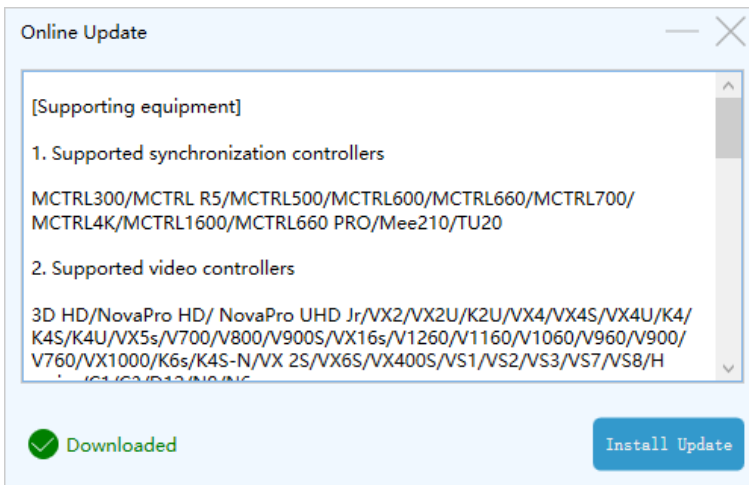 Online Update
[Supporting equipment]
1. Supported synchronization controllers
MCTRL300/MCTRL R5/MCTRL500/MCTRL600/MCTRL660/MCTRL700/
MCTRL4K/MCTRL1600/MCTRL660 PRO/Mee210/TU20
2. Supported video controllers
3D HD/NovaPro HD/ NovaPro UHD Jr/VX2/VX2U/K2U/VX4/VX4S/VX4U/K4/
K4S/K4U/VX5s/V700/V800/V900S/VX16s/V1260/V1160/V1060/V960/V900/
V760/VX1000/K6s/K4S-N/VX 2S/VX6S/VX400S/VS1/VS2/VS3/VS7/VS8/H
Downloaded
Install Update